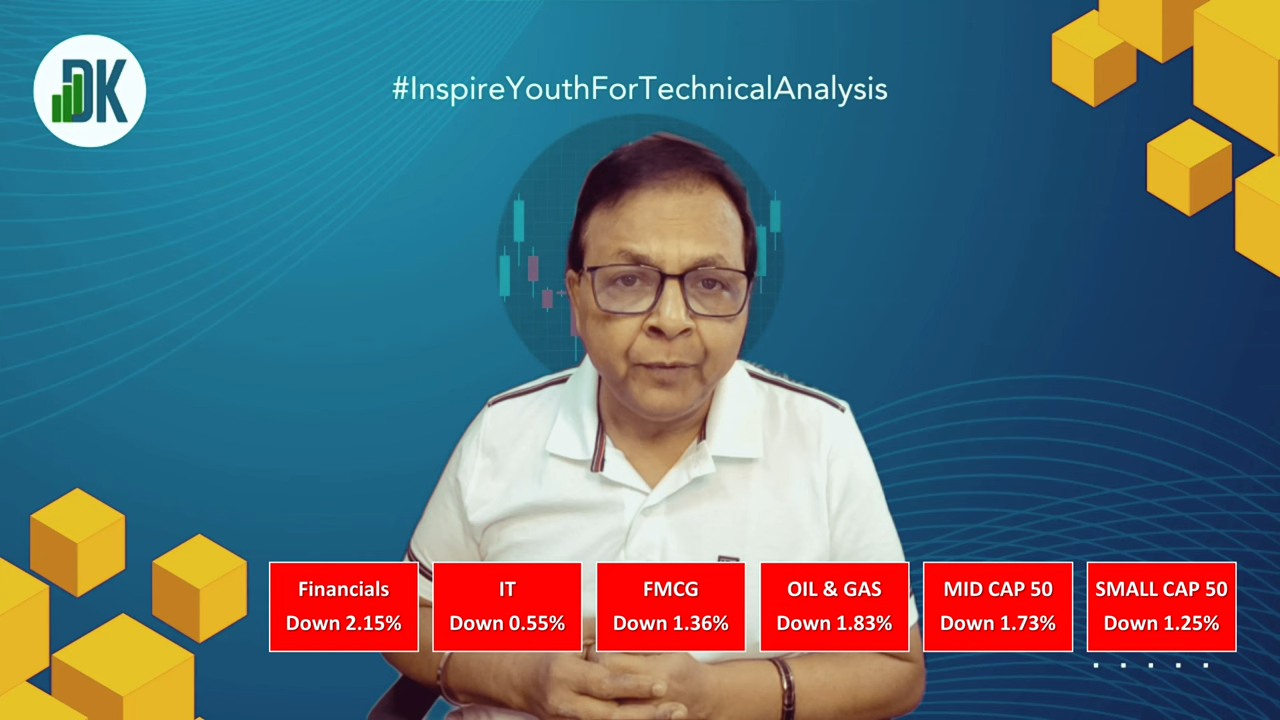 DK
#InspireYouthForTechnicalAnalysis
Financials
Down 2.15%
IT
Down 0.55%
FMCG
Down 1.36%
OIL & GAS
Down 1.83%
MID CAP 50
Down 1.73%
SMALL CAP 50
Down 1.25%